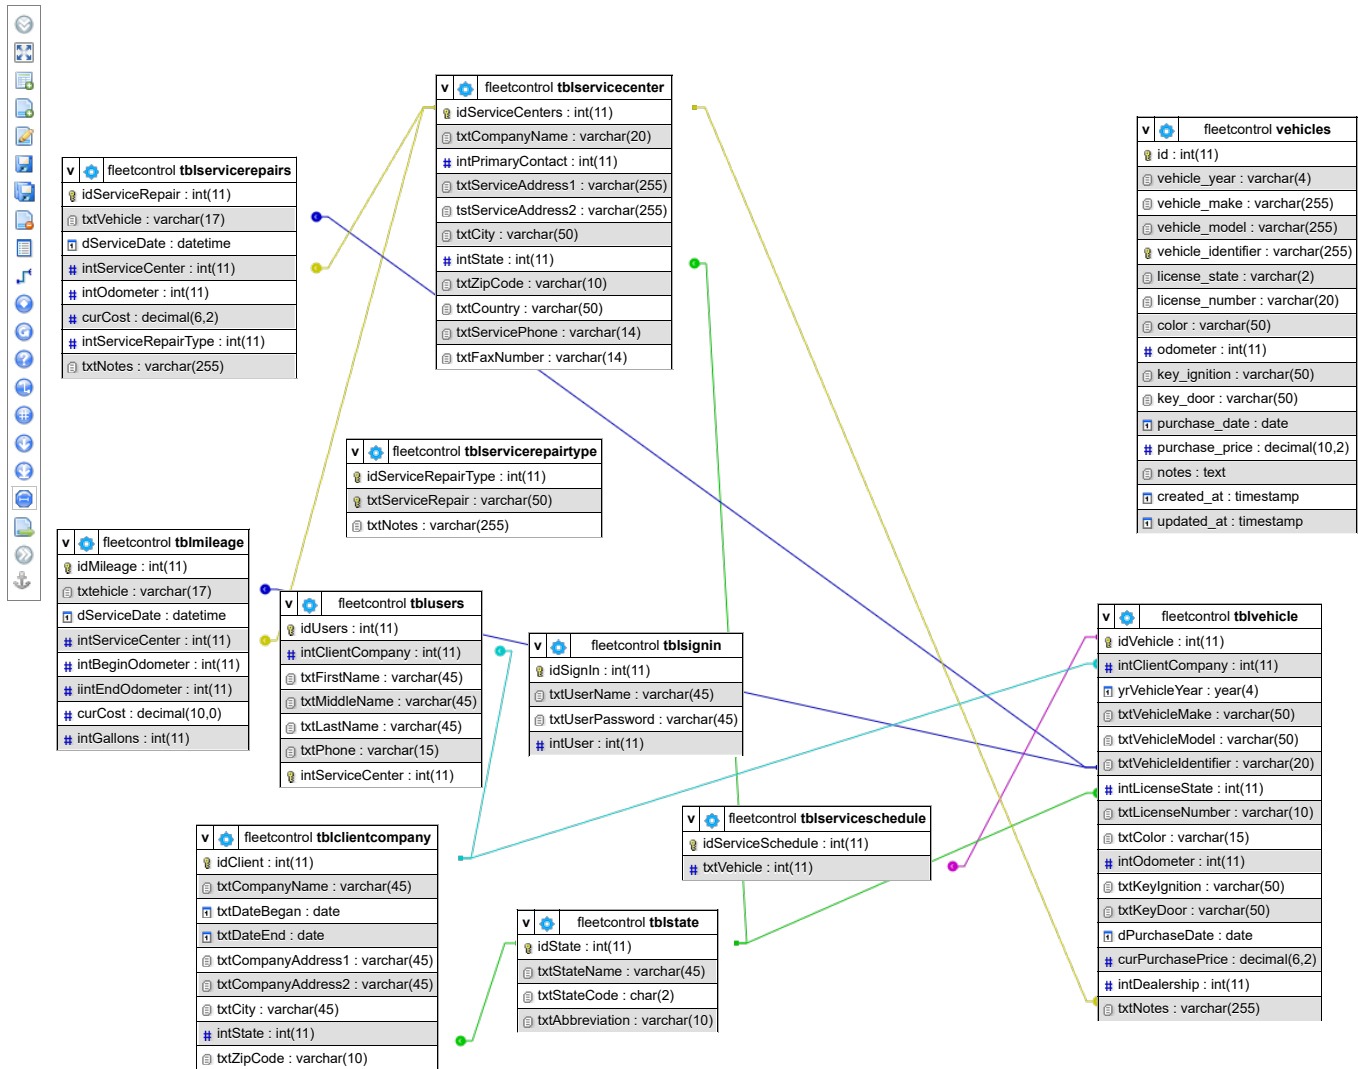 v fleetcontrol tblservicecenter
idServiceCenters : int(11)
txtCompanyName : varchar(20)
# intPrimaryContact : int(11)
txtServiceAddress1 : varchar(255)
tstServiceAddress2 : varchar(255)
txtCity : varchar(50)
# intState : int(11)
txtZipCode : varchar(10)
txtCountry : varchar(50)
txtServicePhone : varchar(14)
txtFaxNumber : varchar(14)
v fleetcontrol vehicles
id : int(11)
vehicle_year : varchar(4)
vehicle_make : varchar(255)
vehicle_model : varchar(255)
vehicle_identifier : varchar(255)
license_state : varchar(2)
license_number : varchar(20)
color : varchar(50)
# odometer : int(11)
key_ignition : varchar(50)
key_door : varchar(50)
purchase_date : date
# purchase_price : decimal(10,2)
notes : text
created_at : timestamp
updated_at : timestamp
v fleetcontrol tblservicerepairs
idServiceRepair : int(11)
txtVehicle : varchar(17)
dServiceDate : datetime
# intServiceCenter : int(11)
# intOdometer : int(11)
# curCost : decimal(6,2)
# intServiceRepairType : int(11)
txtNotes : varchar(255)
v fleetcontrol tblservicerepairtype
idServiceRepairType : int(11)
txtServiceRepair : varchar(50)
txtNotes : varchar(255)
v fleetcontrol tblmileage
idMileage : int(11)
txtehicle : varchar(17)
dServiceDate : datetime
# intServiceCenter : int(11)
# intBeginOdometer : int(11)
# iintEndOdometer : int(11)
# curCost : decimal(10,0)
# intGallons : int(11)
v fleetcontrol tblusers
idUsers : int(11)
# intClientCompany : int(11)
txtFirstName : varchar(45)
txtMiddleName : varchar(45)
txtLastName : varchar(45)
txtPhone : varchar(15)
intServiceCenter : int(11)
v fleetcontrol tblsignin
idSignIn : int(11)
txtUserName : varchar(45)
txtUserPassword : varchar(45)
# intUser : int(11)
v fleetcontrol tblvehicle
idVehicle : int(11)
# intClientCompany : int(11)
yrVehicleYear : year(4)
txtVehicleMake : varchar(50)
txtVehicleModel : varchar(50)
txtVehicleIdentifier : varchar(20)
# intLicenseState : int(11)
txtLicenseNumber : varchar(10)
txtColor : varchar(15)
# intOdometer : int(11)
txtKeyIgnition : varchar(50)
txtKeyDoor : varchar(50)
dPurchaseDate : date
# curPurchasePrice : decimal(6,2)
# intDealership : int(11)
txtNotes : varchar(255)
v fleetcontrol tblserviceschedule
idServiceSchedule : int(11)
# txtVehicle : int(11)
v fleetcontrol tblclientcompany
idClient : int(11)
txtCompanyName : varchar(45)
txtDateBegan : date
txtDateEnd : date
txtCompanyAddress1 : varchar(45)
txtCompanyAddress2 : varchar(45)
txtCity : varchar(45)
# intState : int(11)
txtZipCode : varchar(10)
v fleetcontrol tblstate
idState : int(11)
txtStateName : varchar(45)
txtStateCode : char(2)
txtAbbreviation : varchar(10)